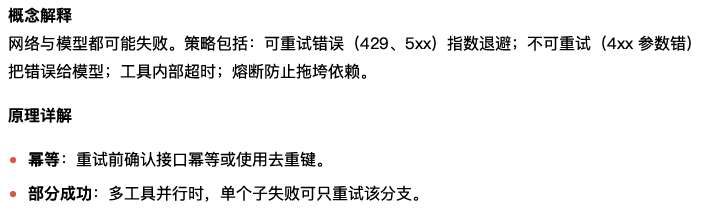 概念解释
网络与模型都可能失败。策略包括：可重试错误（429、5xx）指数退避；不可重试（4xx 参数错）
把错误给模型；工具内部超时；熔断防止拖垮依赖。
原理详解
幂等：重试前确认接口幂等或使用去重键。
部分成功：多工具并行时，单个子失败可只重试该分支。